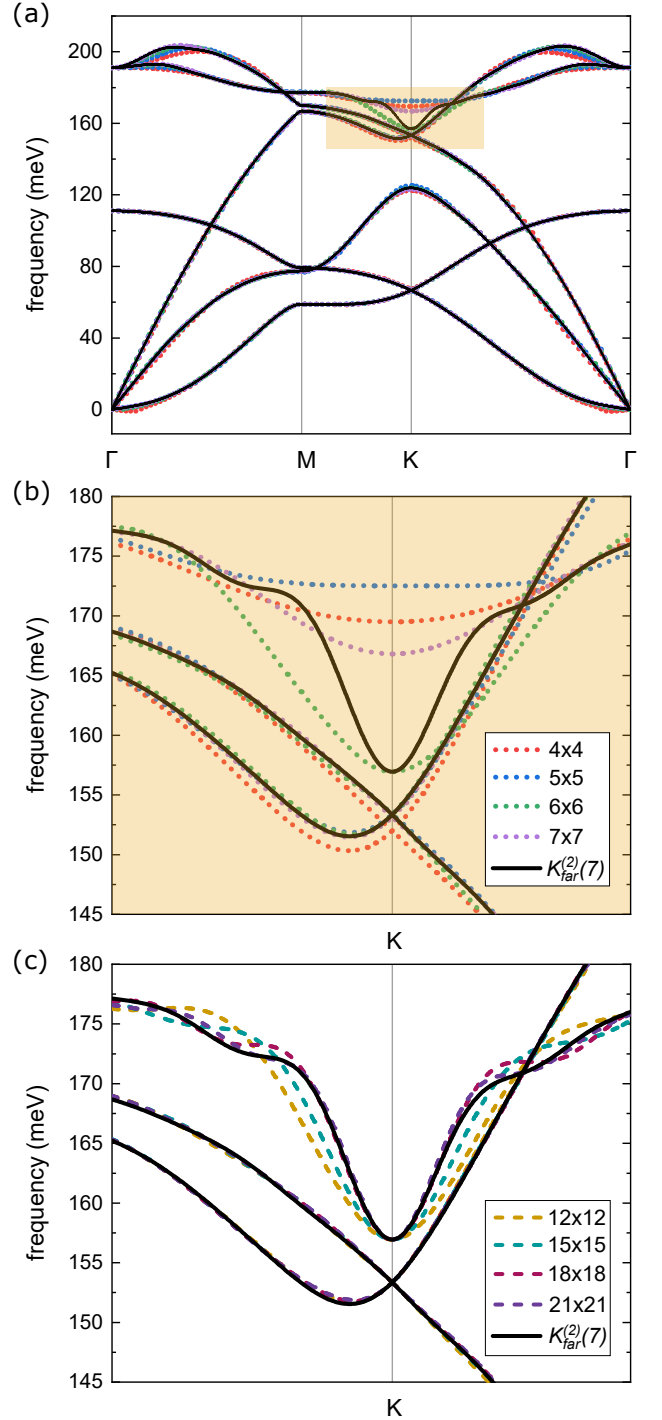 (a)
200
160
120
80
40
0
frequency (meV)
Γ M K Γ
(b)
180
175
170
165
160
155
150
145
frequency (meV)
4x4
5x5
6x6
7x7
K_far^(2)(7)
K
(c)
180
175
170
165
160
155
150
145
frequency (meV)
12x12
15x15
18x18
21x21
K_far^(2)(7)
K